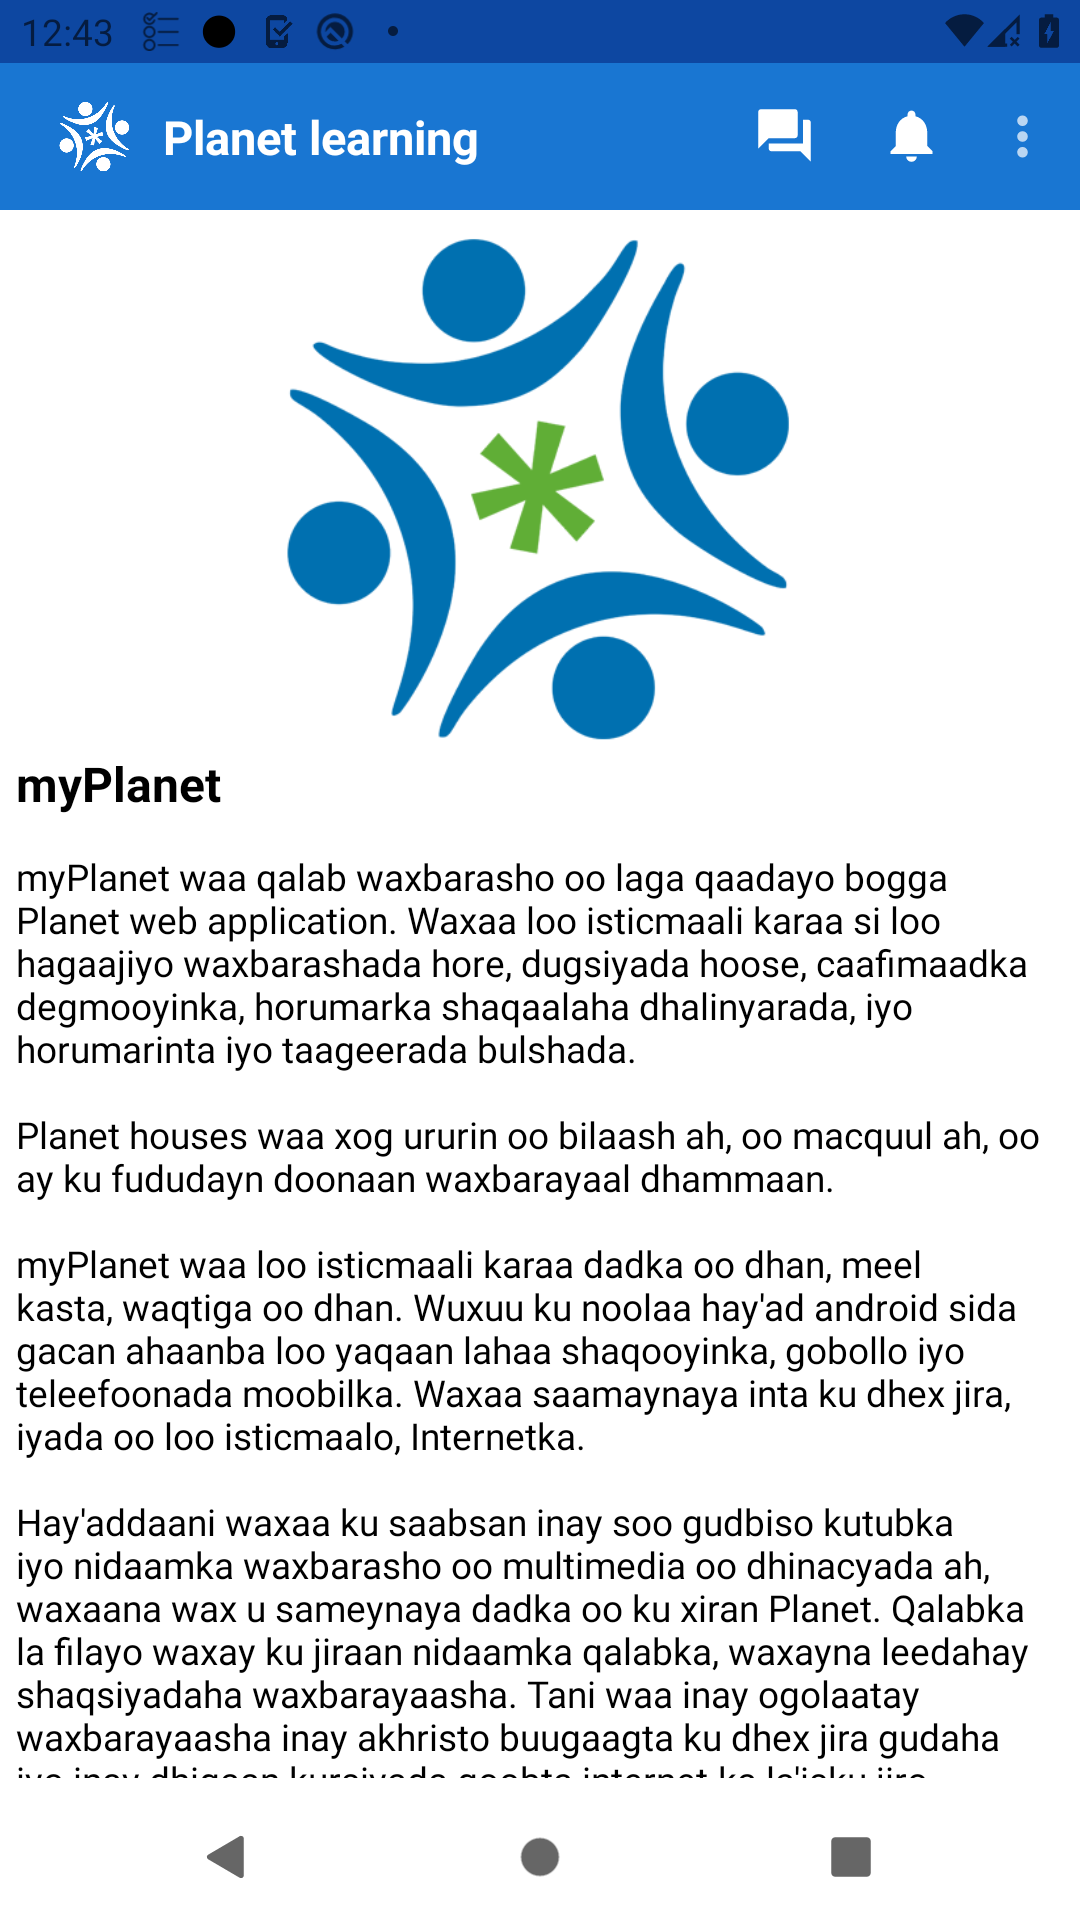 12:43
Planet learning
myPlanet
myPlanet waa qalab waxbarasho oo laga qaadayo bogga
Planet web application. Waxaa loo isticmaali karaa si loo
hagaajiyo waxbarashada hore, dugsiyada hoose, caafimaadka
degmooyinka, horumarka shaqaalaha dhalinyarada, iyo
horumarinta iyo taageerada bulshada.
Planet houses waa xog ururin oo bilaash ah, oo macquul ah, oo
ay ku fududayn doonaan waxbarayaal dhammaan.
myPlanet waa loo isticmaali karaa dadka oo dhan, meel
kasta, waqtiga oo dhan. Wuxuu ku noolaa hay'ad android sida
gacan ahaanba loo yaqaan lahaa shaqooyinka, gobollo iyo
teleefoonada moobilka. Waxaa saamaynaya inta ku dhex jira,
iyada oo loo isticmaalo, Internetka.
Hay'addaani waxaa ku saabsan inay soo gudbiso kutubka
iyo nidaamka waxbarasho oo multimedia oo dhinacyada ah,
waxaana wax u sameynaya dadka oo ku xiran Planet. Qalabka
la filayo waxay ku jiraan nidaamka qalabka, waxayna leedahay
shaqsiyadaha waxbarayaasha. Tani waa inay ogolaatay
waxbarayaasha inay akhristo buugaagta ku dhex jira gudaha